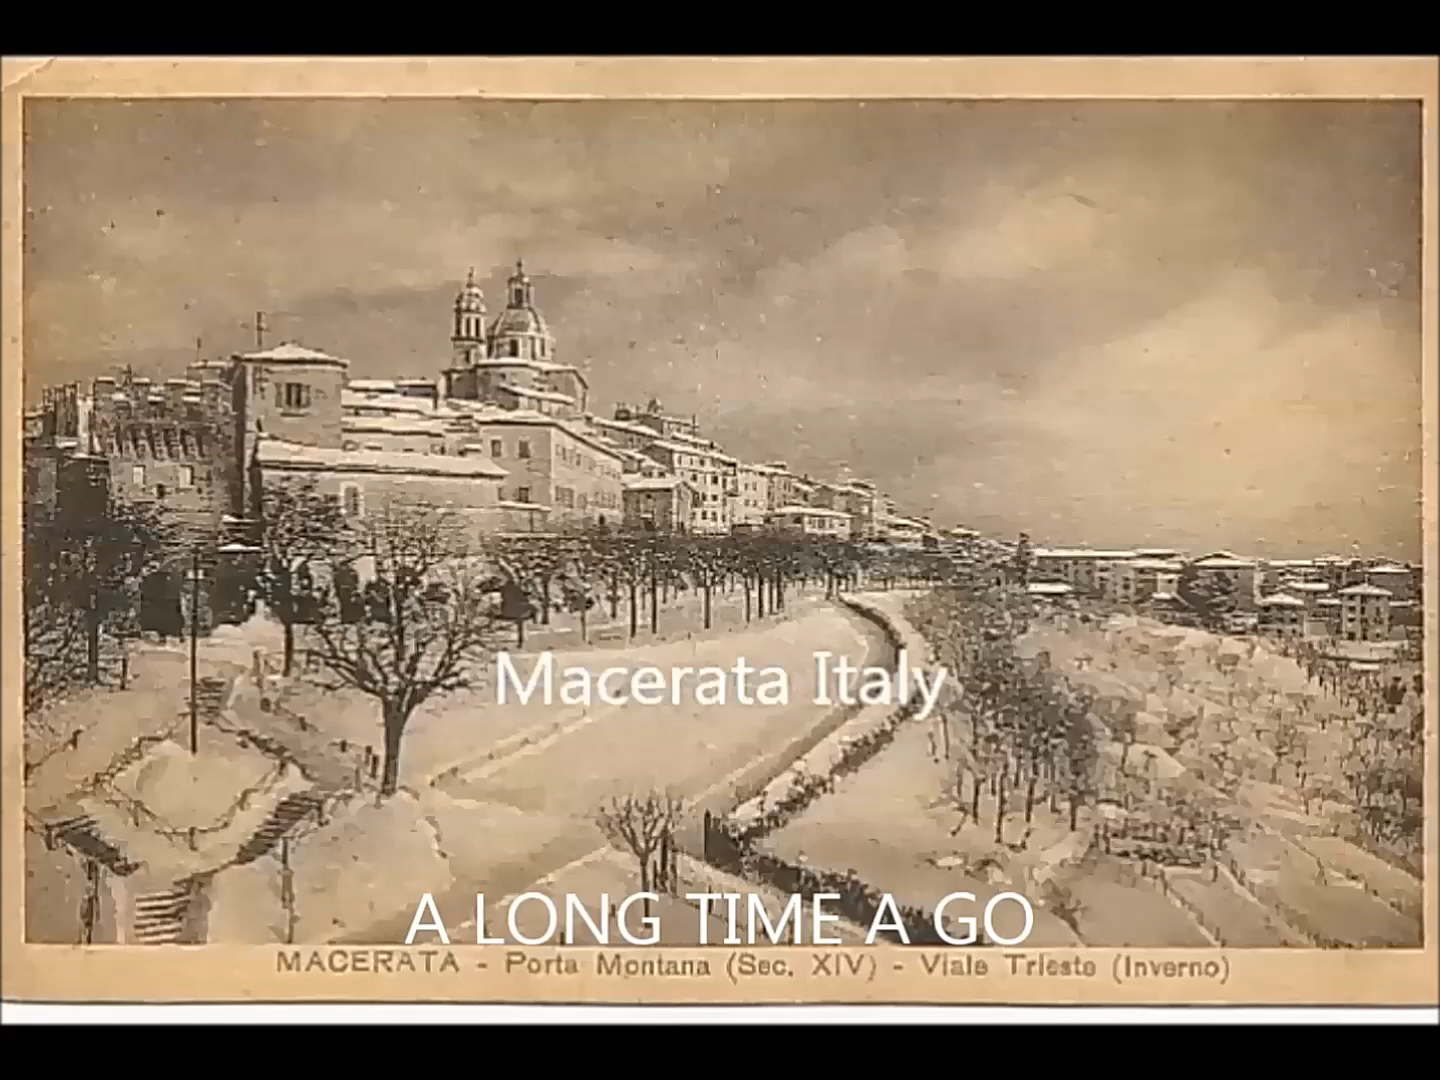 Macerata Italy
A LONG TIME A GO
MACERATA - Porta Montana (Sec. XIV) - Viale Trieste (Inverno)